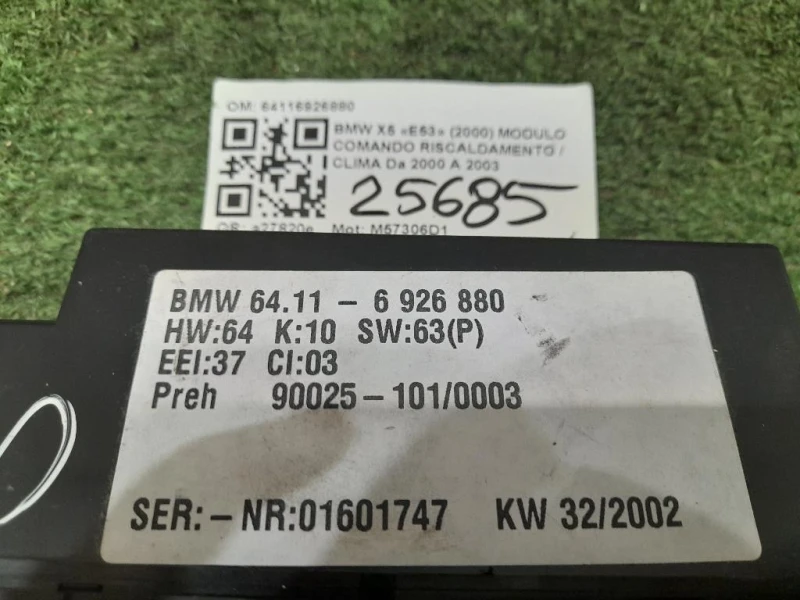 OM: 64116926880
BMW X5 «E53» (2000) MODULO
COMANDO RISCALDAMENTO /
CLIMA Da 2000 A 2003
25685
QR: a27820e Mot: M57306D1
BMW 64.11 - 6 926 880
HW:64 K:10 SW:63(P)
EEI:37 CI:03
Preh 90025-101/0003
SER:-NR:01601747 KW 32/2002